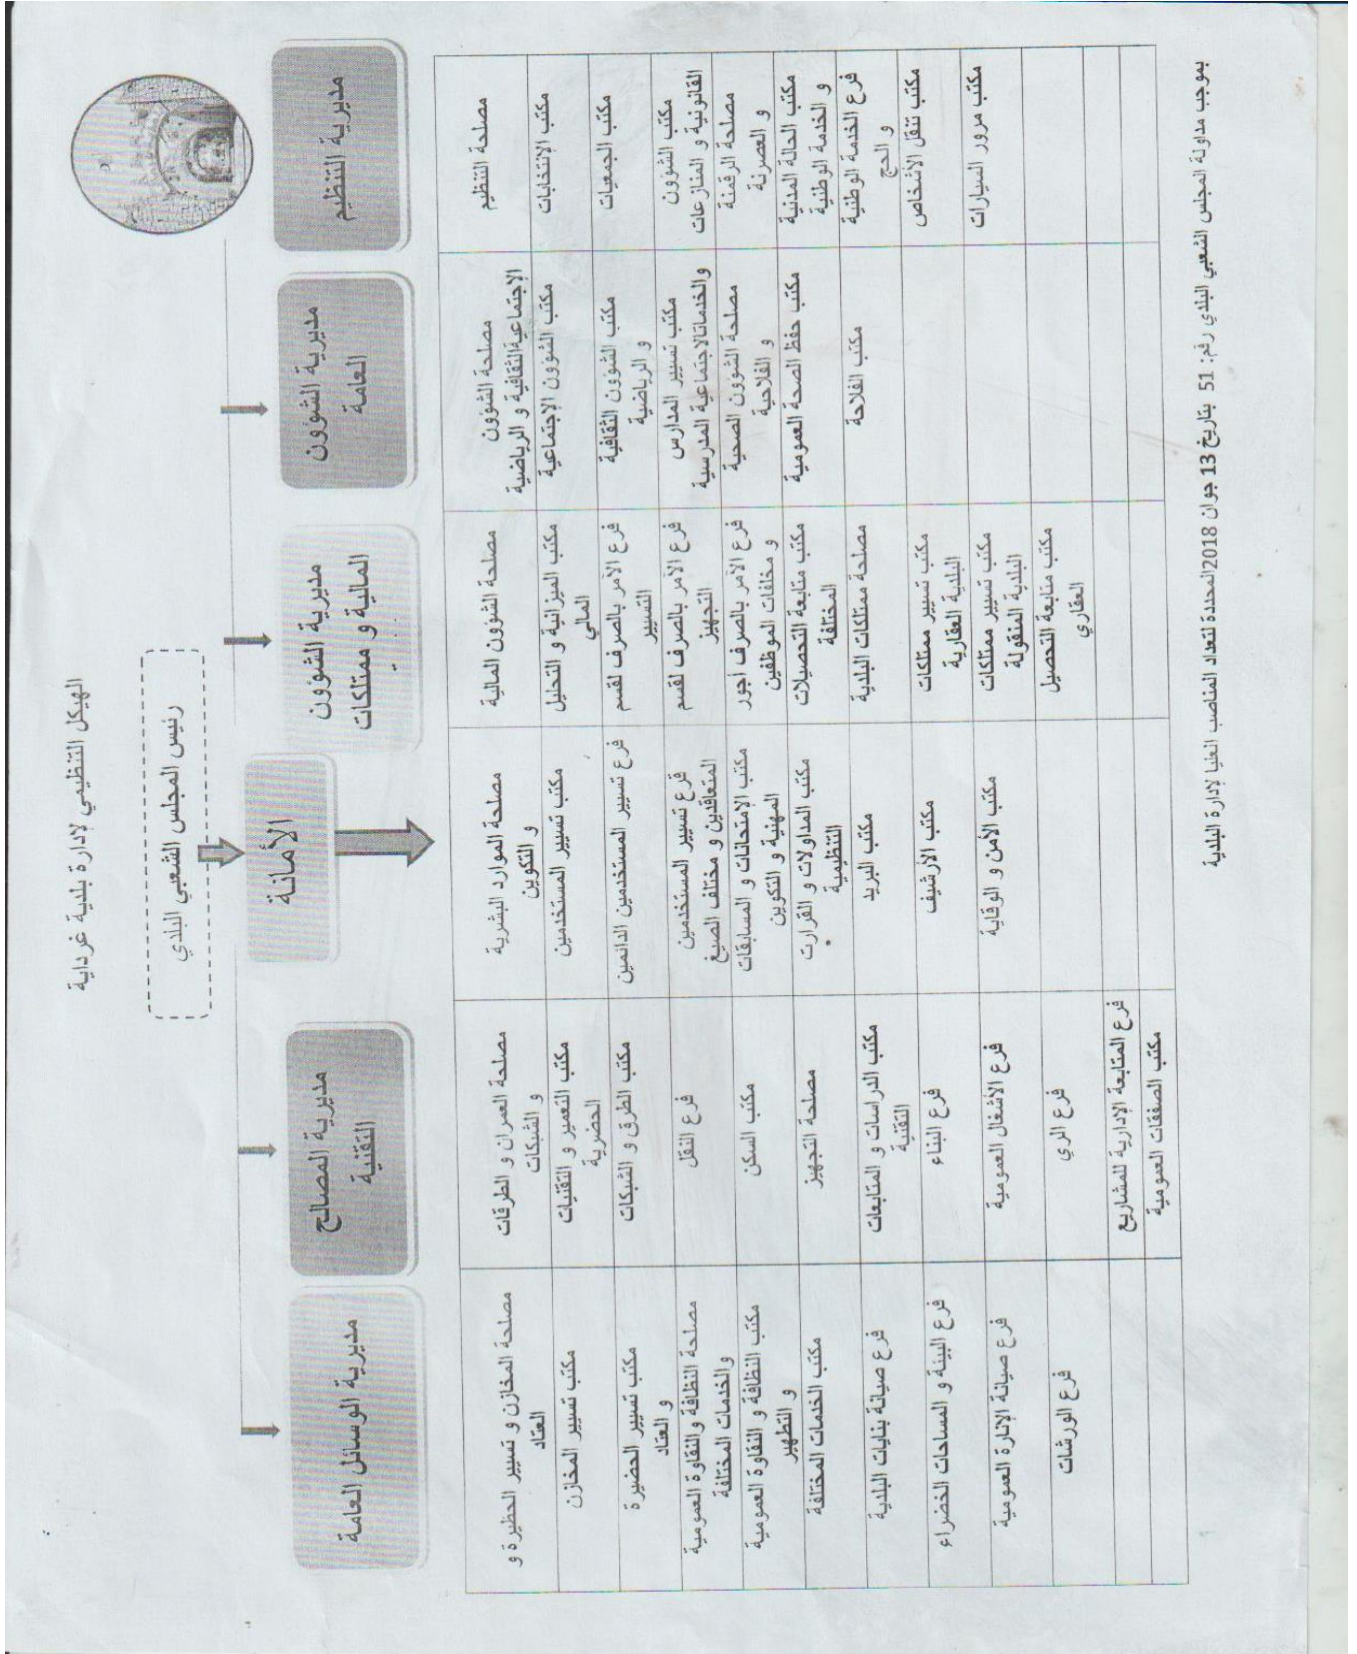 الهيكل التنظيمي لإدارة بلدية غرداية
رئيس المجلس الشعبي البلدي
الأمانة
مديرية التنظيم
مديرية الشؤون
العامة
مديرية الشؤون
المالية و ممتلكات
مديرية المصالح
التقنية
مديرية الوسائل العامة
مصلحة التنظيم
مكتب الإنتخابات
مكتب الجمعيات
مكتب الشؤون
القانونية و المنازعات
مصلحة الرقمنة
و العصرنة
مكتب الحالة المدنية
و الخدمة الوطنية
فرع الخدمة الوطنية
و الحج
مكتب تنقل الأشخاص
مكتب مرور السيارات
مصلحة الشؤون
الإجتماعيةالثقافية و الرياضية
مكتب الشؤون الإجتماعية
مكتب الشؤون الثقافية
و الرياضية
مكتب تسيير المدارس
والخدماتالاجتماعية المدرسية
مصلحة الشؤون الصحية
و الفلاحية
مكتب حفظ الصحة العمومية
مكتب الفلاحة
مصلحة الشؤون المالية
مكتب الميزانية و التحليل
المالي
فرع الآمر بالصرف لقسم
التسيير
فرع الأمر بالصرف لقسم
التجهيز
فرع الآمر بالصرف أجور
و مخلفات الموظفين
مكتب متابعة التحصيلات
المختلفة
مصلحة ممتلكات البلدية
مكتب تسيير ممتلكات
البلدية العقارية
مكتب تسيير ممتلكات
البلدية المنقولة
مكتب متابعة التحصيل
العقاري
مصلحة الموارد البشرية
و التكوين
مكتب تسيير المستخدمين
فرع تسيير المستخدمين الدائمين
فرع تسيير المستخدمين
المتعاقدين و مختلف الصيغ
مكتب الإمتحانات و المسابقات
المهنية و التكوين
مكتب المداولات و القرارت
التنظيمية
مكتب البريد
مكتب الأرشيف
مكتب الأمن و الوقاية
مصلحة العمران و الطرقات
و الشبكات
مكتب التعمير و التقنيات
الحضرية
مكتب الطرق و الشبكات
فرع النقل
مكتب السكن
مصلحة التجهيز
مكتب الدراسات و المتابعات
التقنية
فرع البناء
فرع الأشغال العمومية
فرع الري
فرع المتابعة الإدارية للمشاريع
مكتب الصفقات العمومية
مصلحة المخازن و تسيير الحظيرة و
العتاد
مكتب تسيير المخازن
مكتب تسيير الحضيرة
و العتاد
مصلحة النظافة والنقاوة العمومية
والخدمات المختلفة
مكتب النظافة و النقاوة العمومية
و التطهير
مكتب الخدمات المختلفة
فرع صيانة بنايات البلدية
فرع البيئة و المساحات الخضراء
فرع صيانة الإنارة العمومية
فرع الورشات
بموجب مداولة المجلس الشعبي البلدي رقم: 51 بتاريخ 13 جوان 2018المحددة لتعداد المناصب العليا لإدارة البلدية